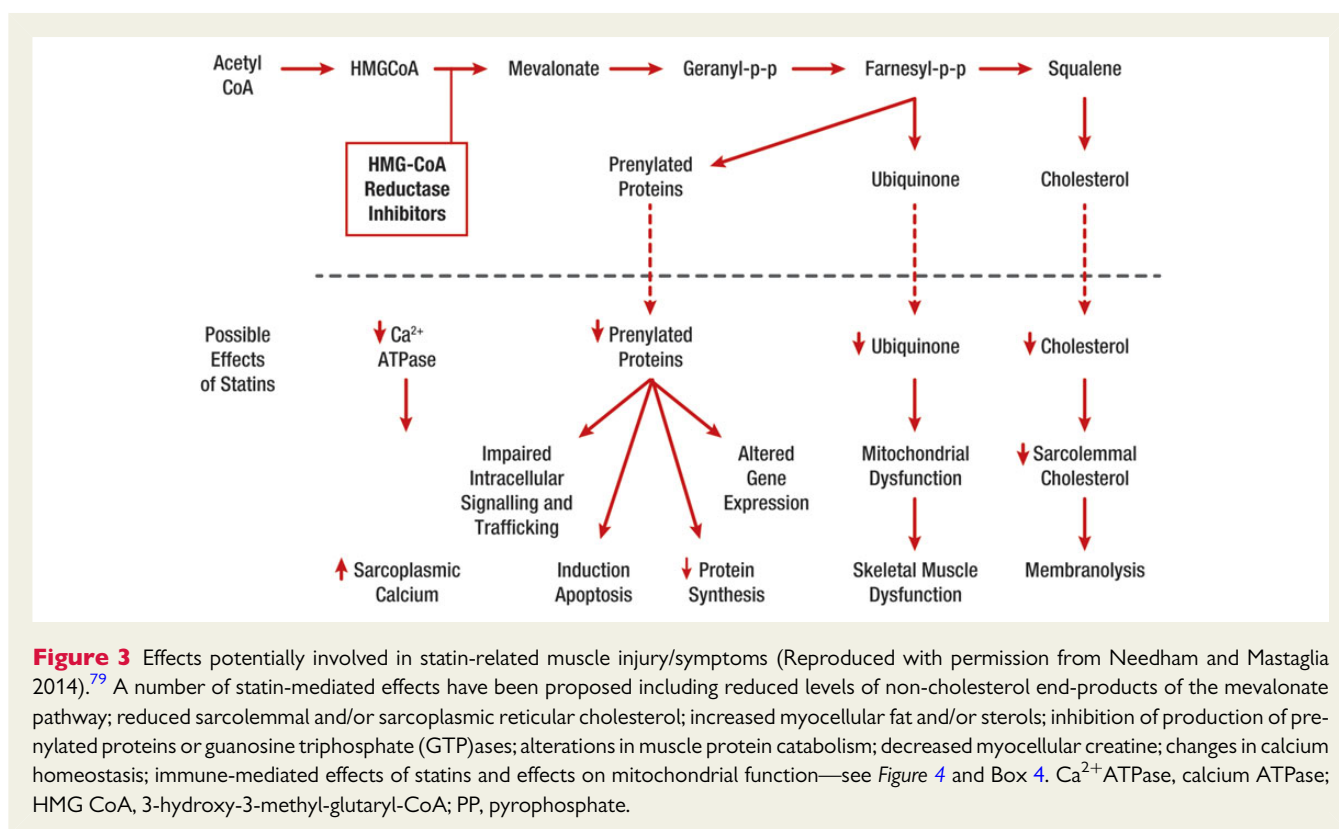 Acetyl CoA
HMGCoA
Mevalonate
Geranyl-p-p
Farnesyl-p-p
Squalene
HMG-CoA
Reductase
Inhibitors
Prenylated
Proteins
Ubiquinone
Cholesterol
Possible
Effects
of Statins
Ca²⁺
ATPase
Prenylated
Proteins
Ubiquinone
Cholesterol
Impaired
Intracellular
Signalling and
Trafficking
Altered
Gene
Expression
Mitochondrial
Dysfunction
Sarcolemmal
Cholesterol
Sarcoplasmic
Calcium
Induction
Apoptosis
Protein
Synthesis
Skeletal Muscle
Dysfunction
Membranolysis
Figure 3 Effects potentially involved in statin-related muscle injury/symptoms (Reproduced with permission from Needham and Mastaglia
2014).⁷⁹ A number of statin-mediated effects have been proposed including reduced levels of non-cholesterol end-products of the mevalonate
pathway; reduced sarcolemmal and/or sarcoplasmic reticular cholesterol; increased myocellular fat and/or sterols; inhibition of production of pre-
nylated proteins or guanosine triphosphate (GTP)ases; alterations in muscle protein catabolism; decreased myocellular creatine; changes in calcium
homeostasis; immune-mediated effects of statins and effects on mitochondrial function—see Figure 4 and Box 4. Ca²⁺ATPase, calcium ATPase;
HMG CoA, 3-hydroxy-3-methyl-glutaryl-CoA; PP, pyrophosphate.